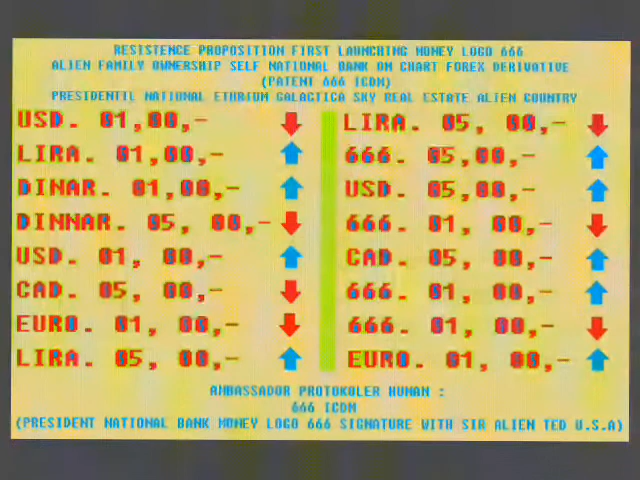 RESISTENCE PROPOSITION FIRST LAUNCHING MONEY LOGO 666
ALIEN FAMILY OWNERSHIP SELF NATIONAL BANK ON CHART FOREX DERIVATIVE
(PATENT 666 ICDM)
PRESIDENTIL NATIONAL ETHRIUM GALACTICA SKY REAL ESTATE ALIEN COUNTRY
USD. 01,00,-
LIRA. 01,00,-
DINAR. 01,00,-
DINNAR. 05, 00,-
USD. 01, 00,-
CAD. 05, 00,-
EURO. 01, 00,-
LIRA. 05, 00,-
LIRA. 05, 00,-
666. 05,00,-
USD. 05,00,-
666. 01, 00,-
CAD. 05, 00,-
666. 01, 00,-
666. 01, 00,-
EURO. 01, 00,-
AMBASSADOR PROTOKOLER HUMAN :
666 ICDM
(PRESIDENT NATIONAL BANK MONEY LOGO 666 SIGNATURE WITH SIR ALIEN TED U.S.A)